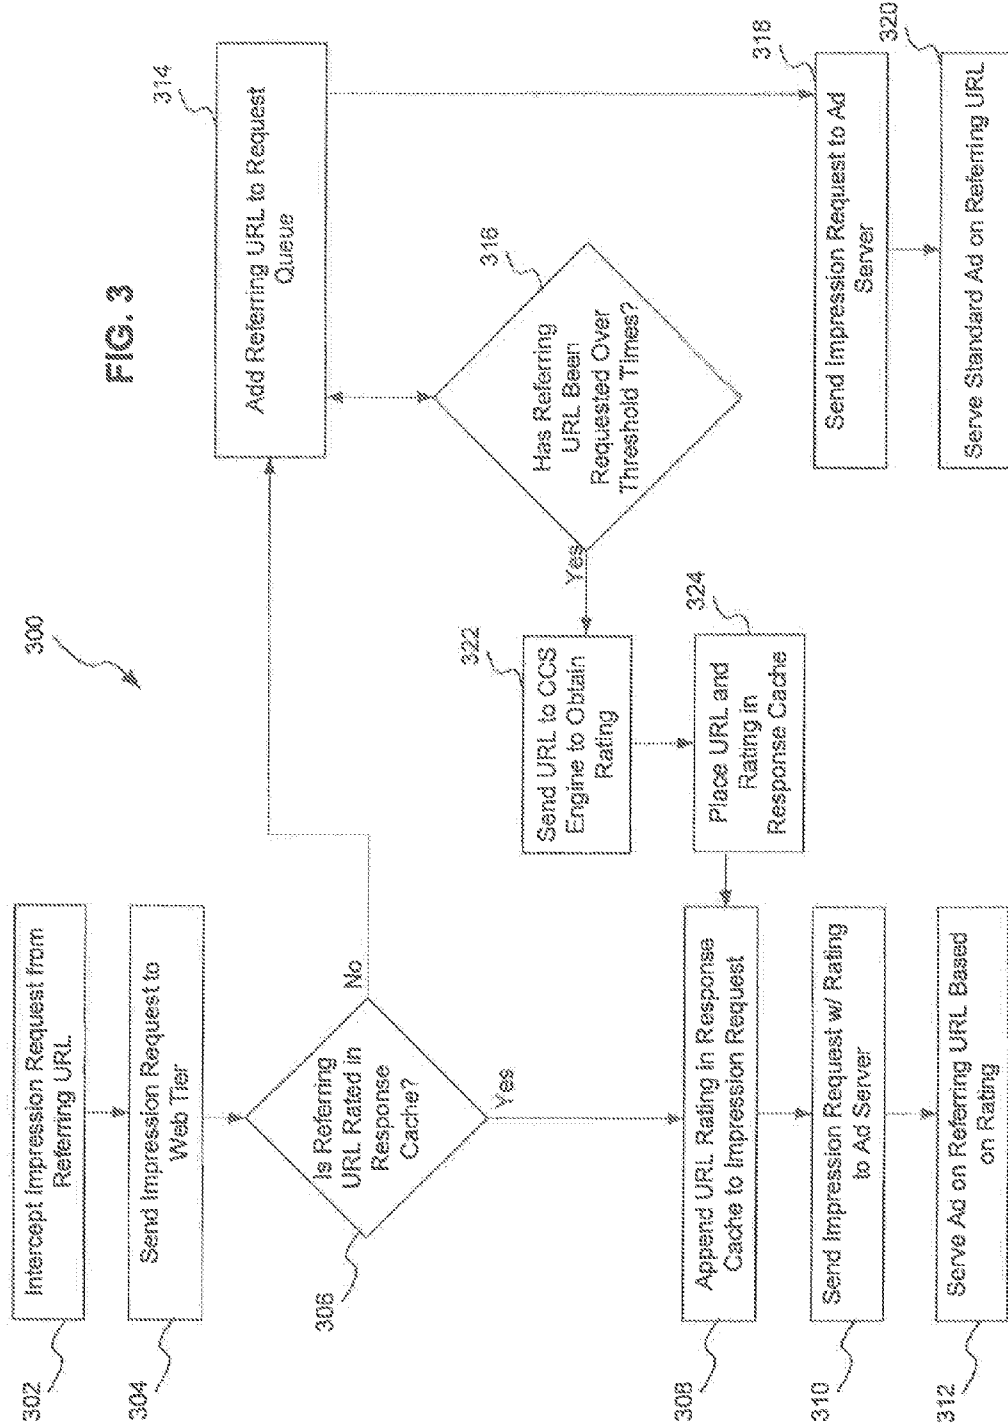 FIG. 3
300
302
Intercept Impression Request from
Referring URL
304
Send Impression Request to
Web Tier
306
Is Referring
URL Rated in
Response
Cache?
No
Yes
314
Add Referring URL to Request
Queue
316
Has Referring
URL Been
Requested Over
Threshold Times?
Yes
322
Send URL to CCS
Engine to Obtain
Rating
324
Place URL and
Rating in
Response Cache
308
Append URL Rating in Response
Cache to Impression Request
310
Send Impression Request w/ Rating
to Ad Server
312
Serve Ad on Referring URL Based
on Rating
318
Send Impression Request to Ad
Server
320
Serve Standard Ad on Referring URL